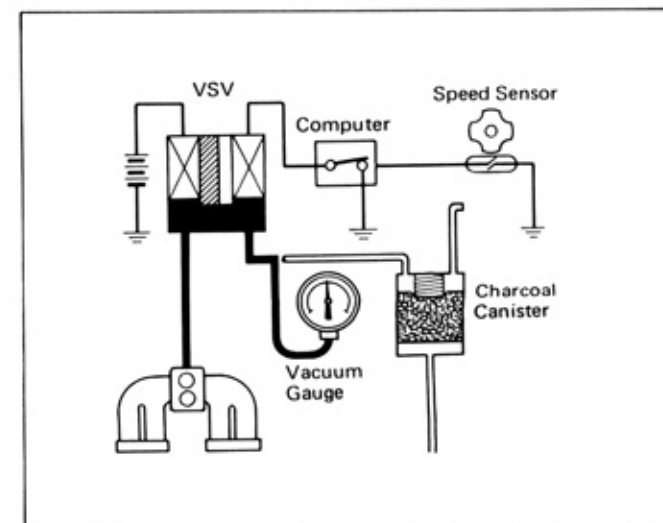 VSV
Speed Sensor
Computer
Charcoal
Canister
Vacuum
Gauge